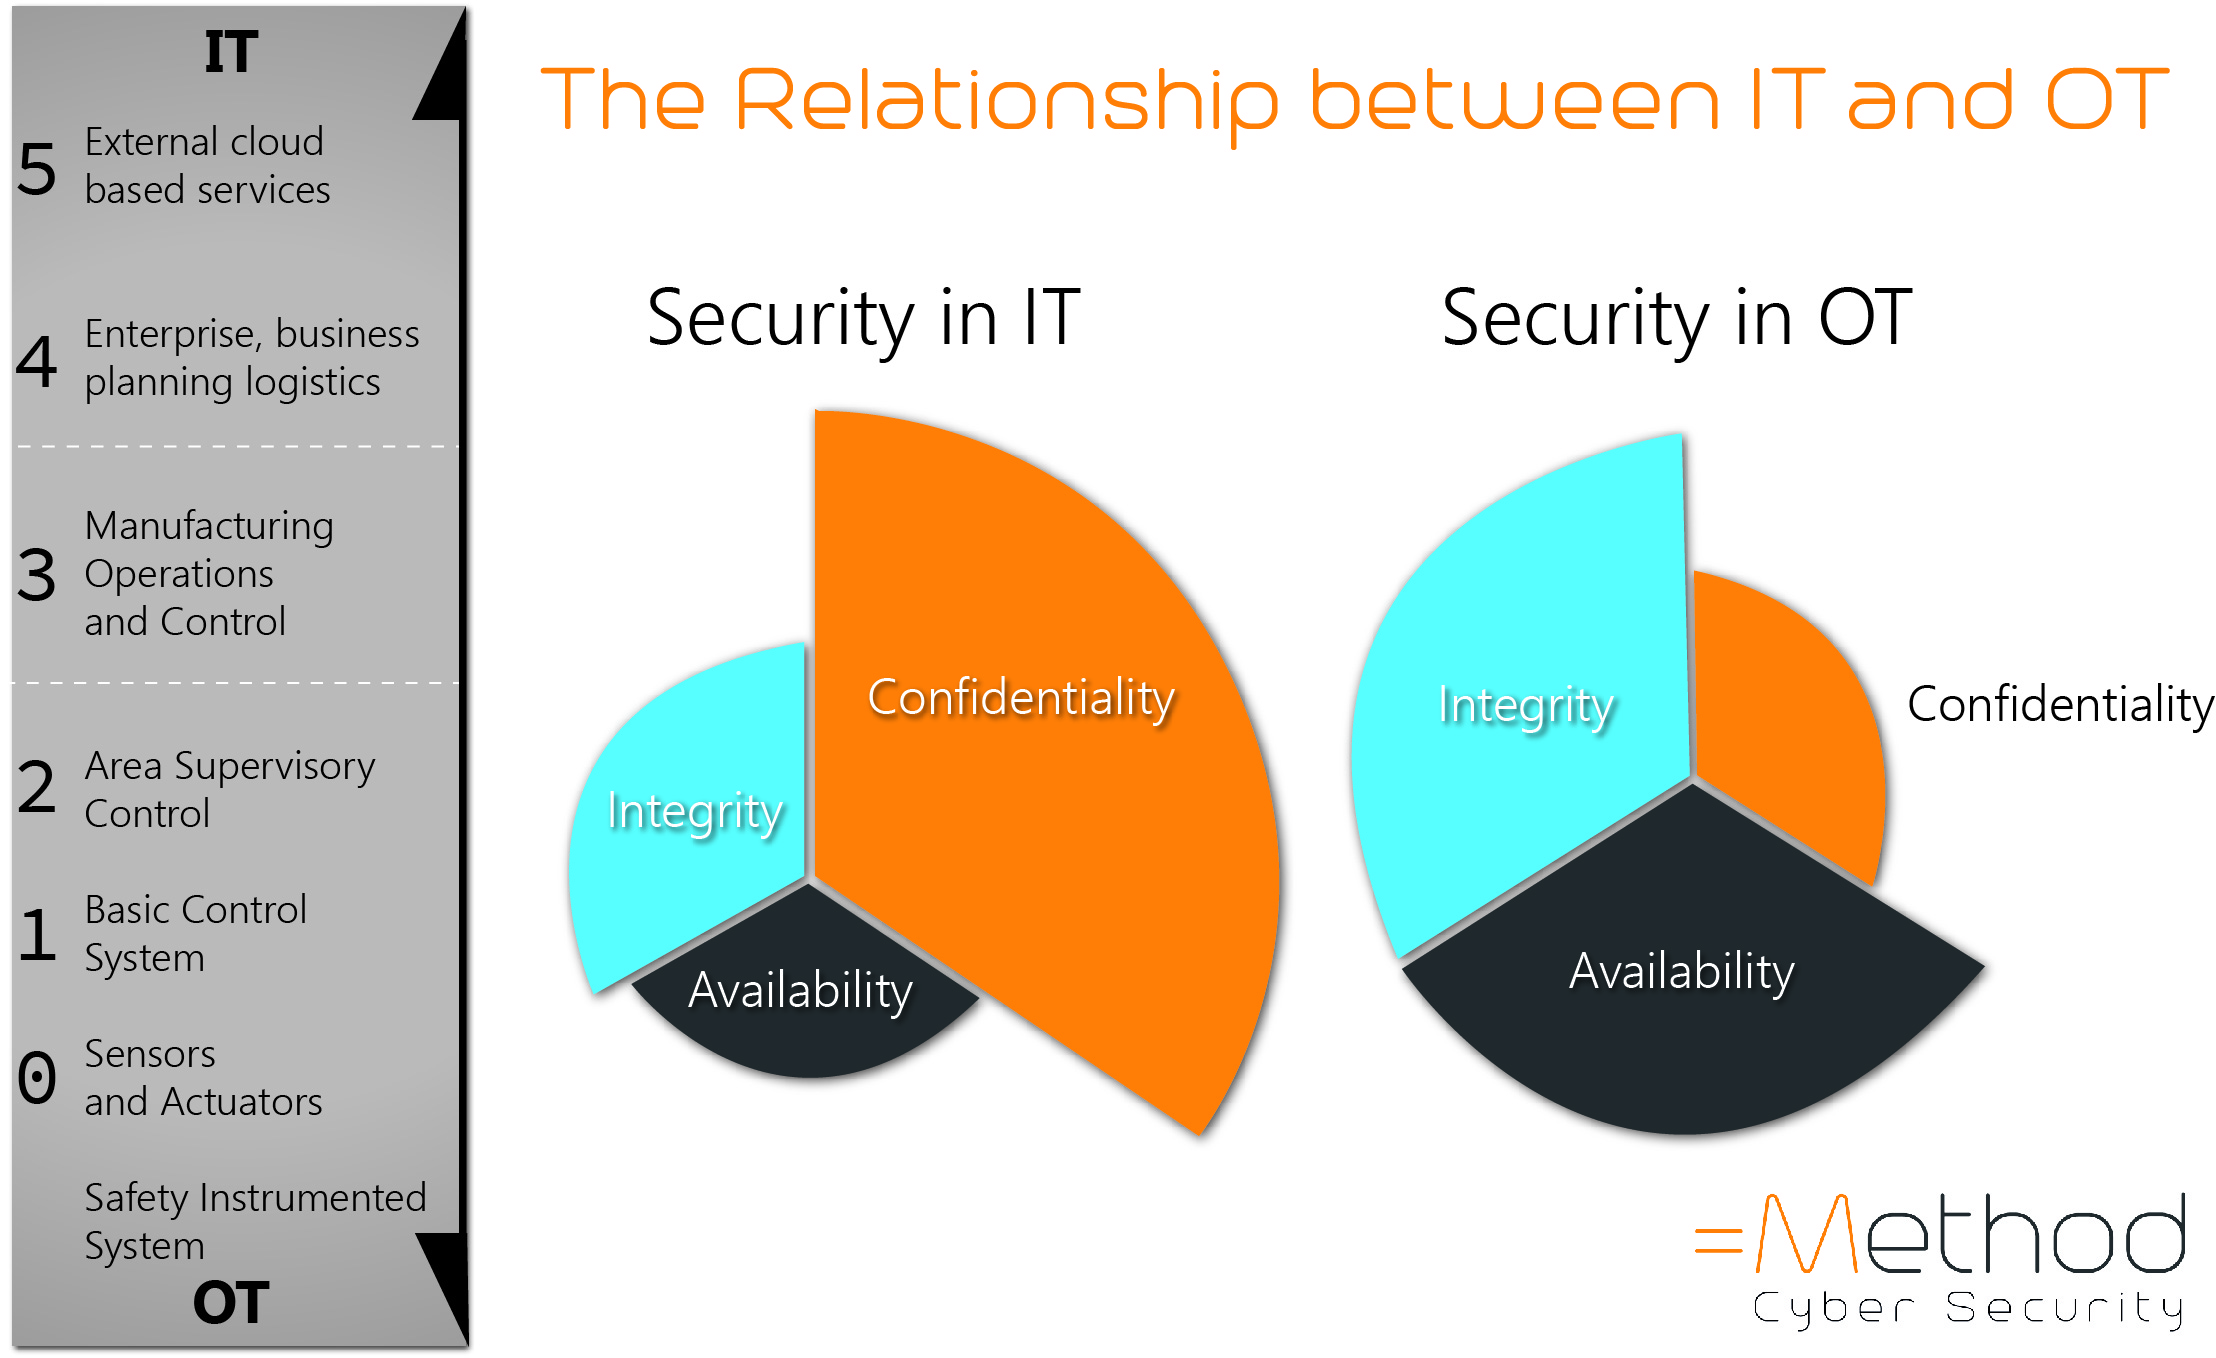 IT
5
External cloud
based services
4
Enterprise, business
planning logistics
3
Manufacturing
Operations
and Control
2
Area Supervisory
Control
1
Basic Control
System
0
Sensors
and Actuators
Safety Instrumented
System
OT
The Relationship between IT and OT
Security in IT
Confidentiality
Integrity
Availability
Security in OT
Integrity
Confidentiality
Availability
=Method
Cyber Security